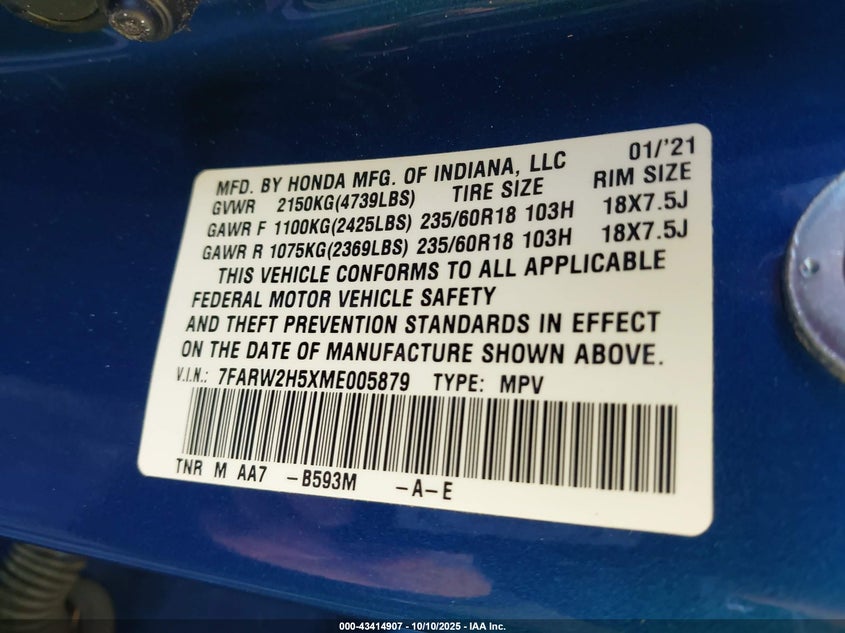 MFD. BY HONDA MFG. OF INDIANA, LLC 01/'21
GVWR 2150KG(4739LBS) TIRE SIZE RIM SIZE
GAWR F 1100KG(2425LBS) 235/60R18 103H 18X7.5J
GAWR R 1075KG(2369LBS) 235/60R18 103H 18X7.5J
THIS VEHICLE CONFORMS TO ALL APPLICABLE
FEDERAL MOTOR VEHICLE SAFETY
AND THEFT PREVENTION STANDARDS IN EFFECT
ON THE DATE OF MANUFACTURE SHOWN ABOVE.
V.I.N.: 7FARW2H5XME005879 TYPE: MPV
TNR M AA7 -B593M -A-E
000-43414907 - 10/10/2025 - IAA Inc.